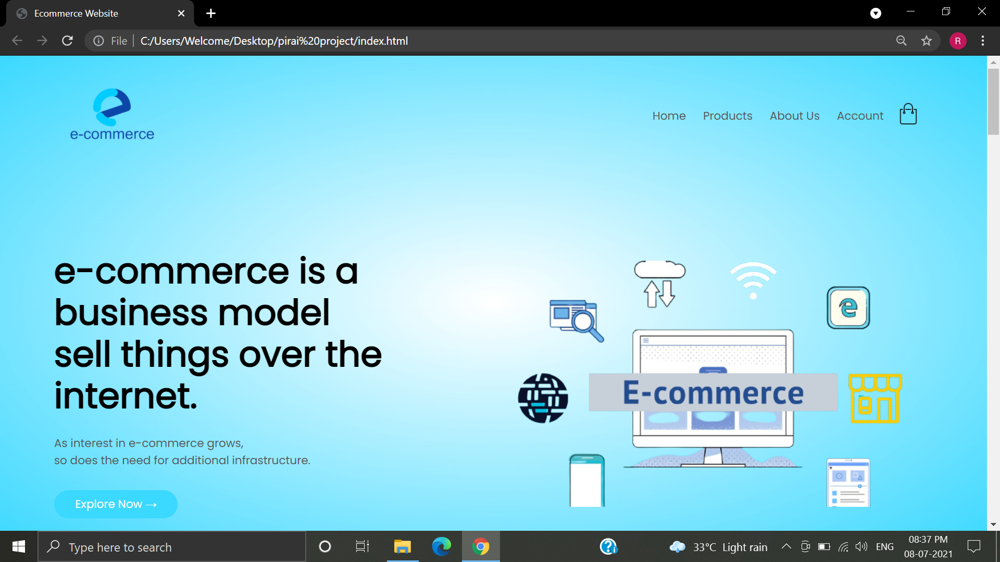 Ecommerce Website
File
C:/Users/Welcome/Desktop/pirai%20project/index.html
R
e-commerce
Home Products About Us Account
e-commerce is a
business model
sell things over the
internet.
e
E-commerce
As interest in e-commerce grows,
so does the need for additional infrastructure.
Explore Now →
Type here to search
33°C Light rain
ENG
08:37 PM
08-07-2021